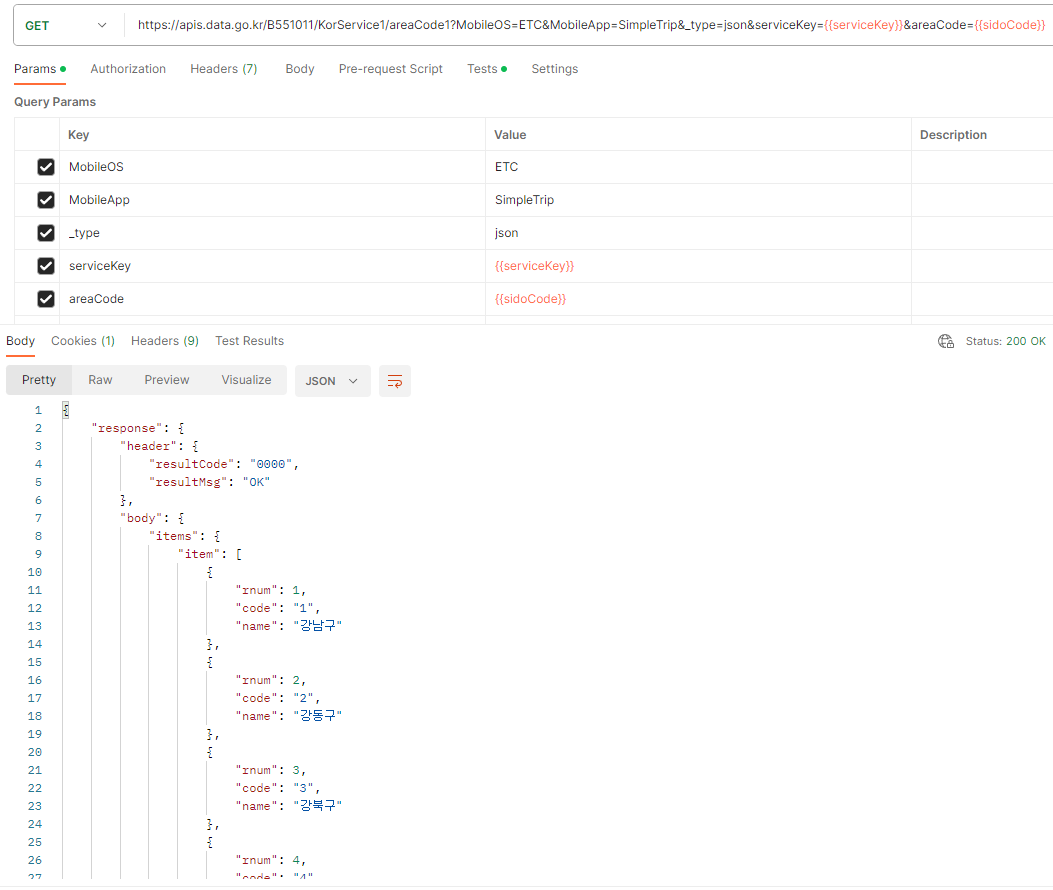 GET https://apis.data.go.kr/B551011/KorService1/areaCode1?MobileOS=ETC&MobileApp=SimpleTrip&_type=json&serviceKey={{serviceKey}}&areaCode={{sidoCode}}
Params Authorization Headers (7) Body Pre-request Script Tests Settings
Query Params
Key Value Description
MobileOS ETC
MobileApp SimpleTrip
_type json
serviceKey {{serviceKey}}
areaCode {{sidoCode}}
Body Cookies (1) Headers (9) Test Results Status: 200 OK
Pretty Raw Preview Visualize JSON
1 {
2 "response": {
3 "header": {
4 "resultCode": "0000",
5 "resultMsg": "OK"
6 },
7 "body": {
8 "items": {
9 "item": [
10 {
11 "rnum": 1,
12 "code": "1",
13 "name": "강남구"
14 },
15 {
16 "rnum": 2,
17 "code": "2",
18 "name": "강동구"
19 },
20 {
21 "rnum": 3,
22 "code": "3",
23 "name": "강북구"
24 },
25 {
26 "rnum": 4,
27 "code": "4"